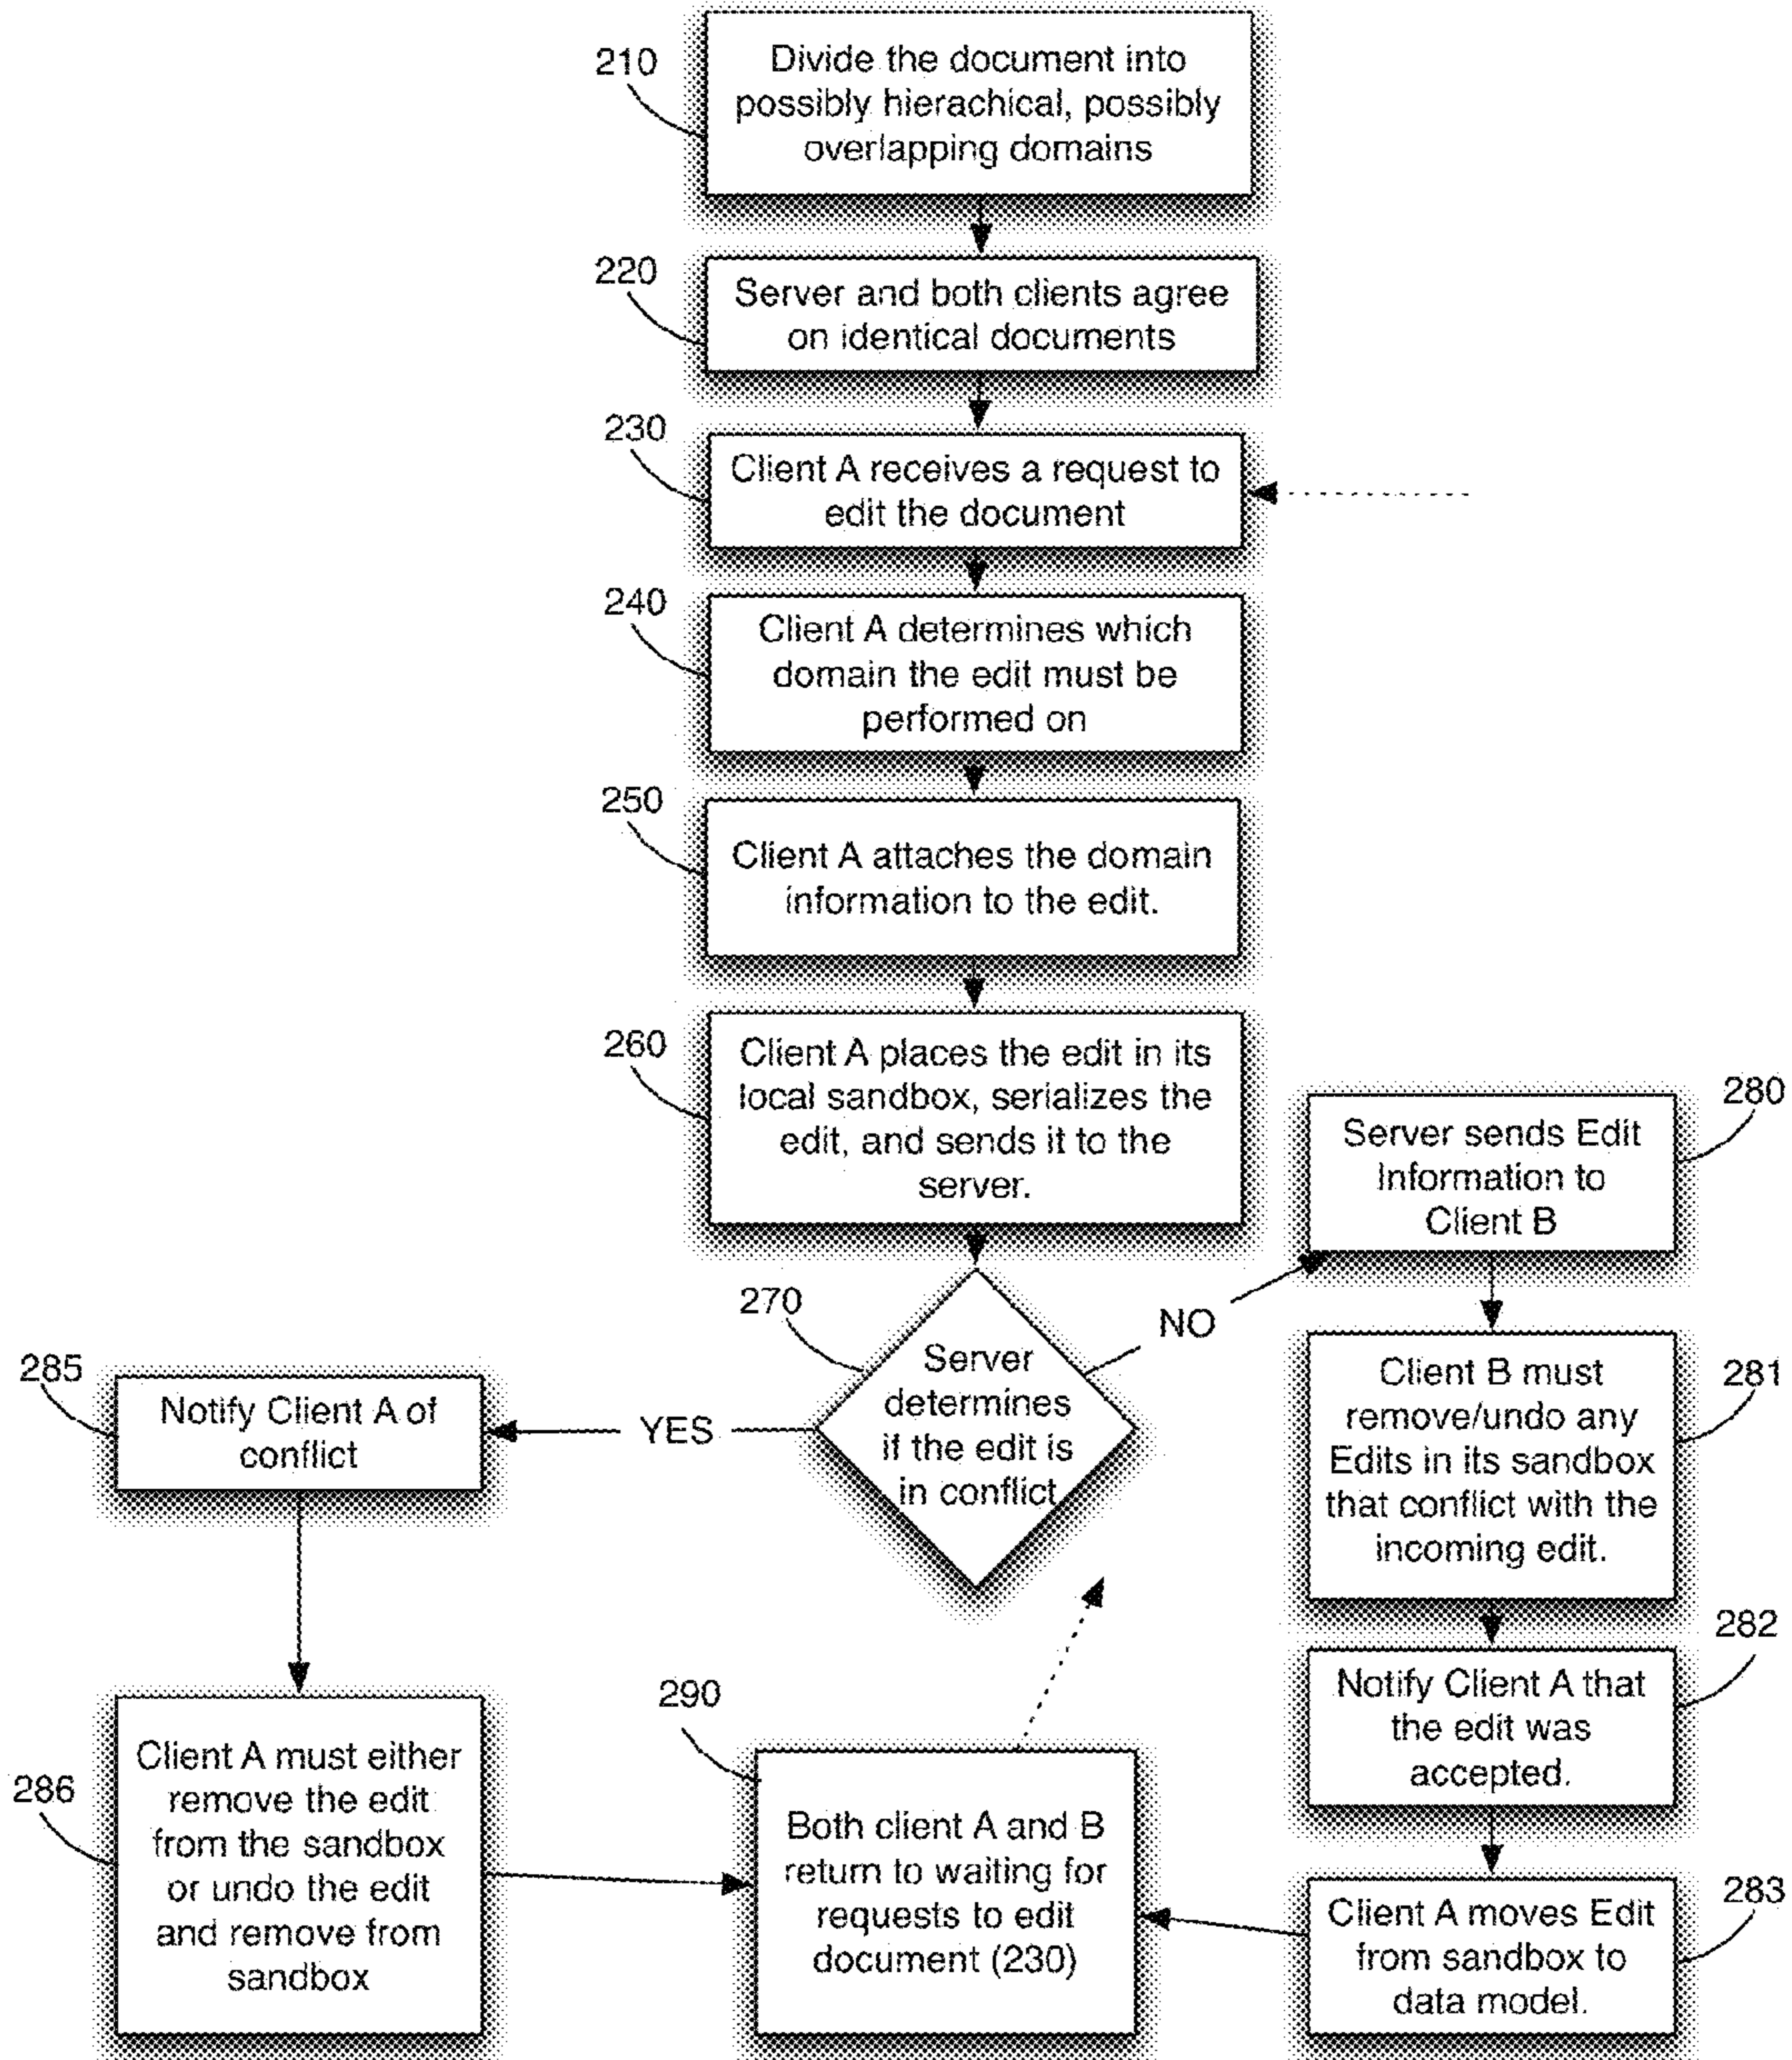 210
Divide the document into
possibly hierachical, possibly
overlapping domains
220
Server and both clients agree
on identical documents
230
Client A receives a request to
edit the document
240
Client A determines which
domain the edit must be
performed on
250
Client A attaches the domain
information to the edit.
260
Client A places the edit in its
local sandbox, serializes the
edit, and sends it to the
server.
270
Server
determines
if the edit is
in conflict
NO
280
Server sends Edit
Information to
Client B
281
Client B must
remove/undo any
Edits in its sandbox
that conflict with the
incoming edit.
282
Notify Client A that
the edit was
accepted.
283
Client A moves Edit
from sandbox to
data model.
YES
285
Notify Client A of
conflict
286
Client A must either
remove the edit
from the sandbox
or undo the edit
and remove from
sandbox
290
Both client A and B
return to waiting for
requests to edit
document (230)